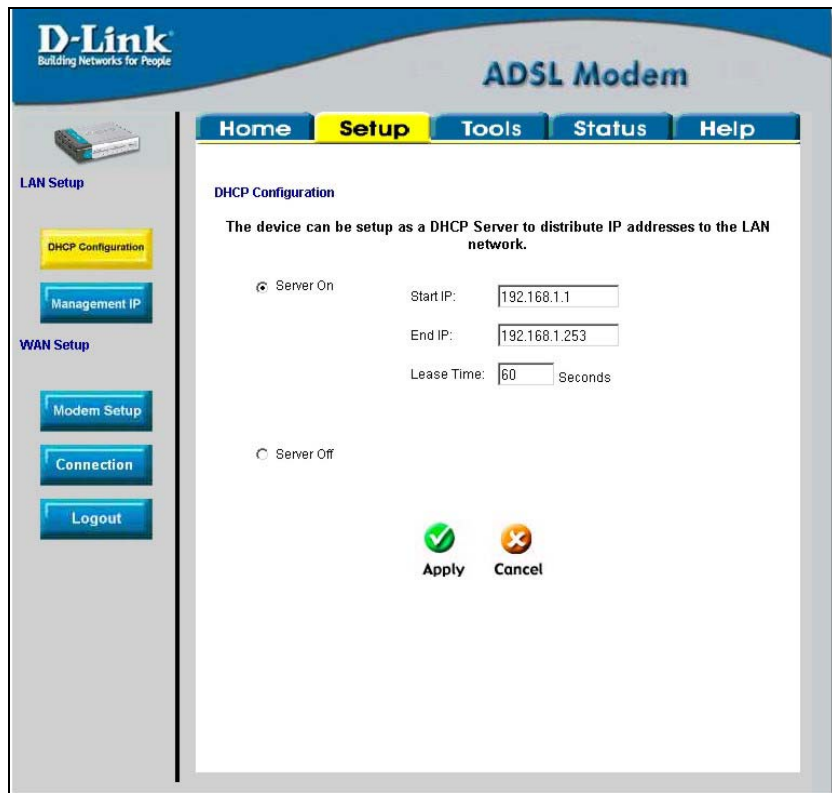 D-Link
Building Networks for People
ADSL Modem
Home
Setup
Tools
Status
Help
LAN Setup
DHCP Configuration
Management IP
WAN Setup
Modem Setup
Connection
Logout
DHCP Configuration
The device can be setup as a DHCP Server to distribute IP addresses to the LAN
network.
Server On
Start IP: 192.168.1.1
End IP: 192.168.1.253
Lease Time: 60 Seconds
Server Off
Apply
Cancel